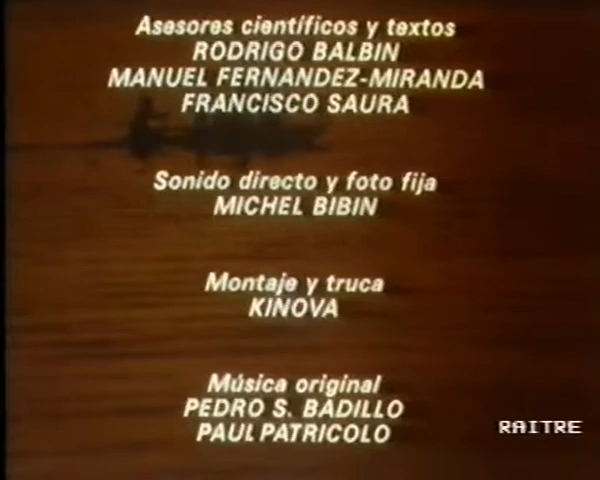 Asesores científicos y textos
RODRIGO BALBIN
MANUEL FERNANDEZ-MIRANDA
FRANCISCO SAURA
Sonido directo y foto fija
MICHEL BIBIN
Montaje y truca
KINOVA
Música original
PEDRO S. BADILLO
PAUL PATRICOLO
RAITRE